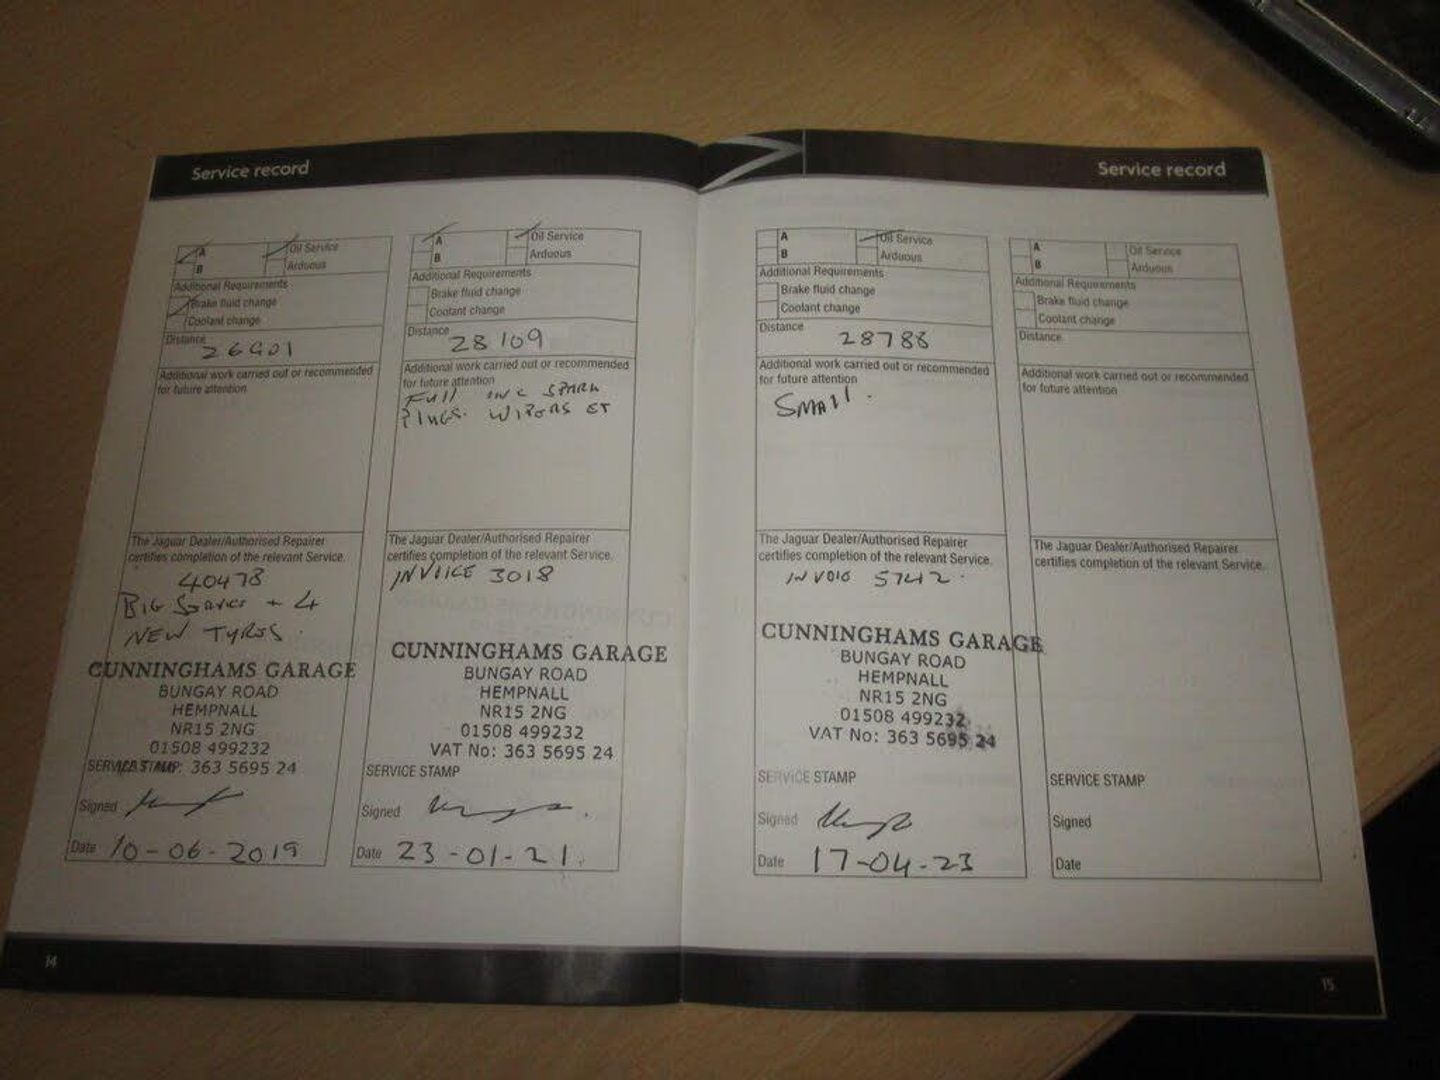 Service record
A
Oil Service
B
Arduous
Additional Requirements
Brake fluid change
Coolant change
Distance
26901
Additional work carried out or recommended
for future attention
The Jaguar Dealer/Authorised Repairer
certifies completion of the relevant Service.
40478
BIG Service + 4
NEW TYRES.
CUNNINGHAMS GARAGE
BUNGAY ROAD
HEMPNALL
NR15 2NG
01508 499232
SERVICE STAMP
363 5695 24
Signed
Date 10-06-2019
A
Oil Service
B
Arduous
Additional Requirements
Brake fluid change
Coolant change
Distance
28109
Additional work carried out or recommended
for future attention
Full INC SPARK
Plugs. WIPERS ET
The Jaguar Dealer/Authorised Repairer
certifies completion of the relevant Service.
INVOICE 3018
CUNNINGHAMS GARAGE
BUNGAY ROAD
HEMPNALL
NR15 2NG
01508 499232
VAT No: 363 5695 24
SERVICE STAMP
Signed
Date 23-01-21.
14
Service record
A
Oil Service
B
Arduous
Additional Requirements
Brake fluid change
Coolant change
Distance
28788
Additional work carried out or recommended
for future attention
SMALL.
The Jaguar Dealer/Authorised Repairer
certifies completion of the relevant Service.
5742.
CUNNINGHAMS GARAGE
BUNGAY ROAD
HEMPNALL
NR15 2NG
01508 499232
VAT No: 363 5695 24
SERVICE STAMP
Signed
Date 17-04-23
A
Oil Service
B
Arduous
Additional Requirements
Brake fluid change
Coolant change
Distance
Additional work carried out or recommended
for future attention
The Jaguar Dealer/Authorised Repairer
certifies completion of the relevant Service.
SERVICE STAMP
Signed
Date
15